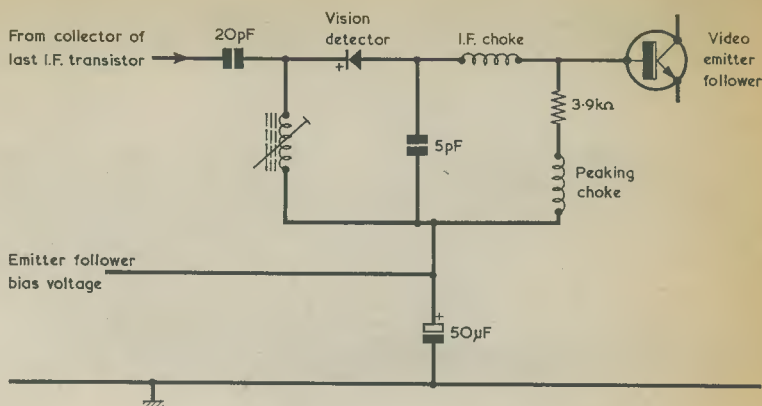 From collector of
last I.F. transistor
20pF
Vision
detector
+
I.F. choke
Video
emitter
follower
3·9kΩ
5pF
Peaking
choke
Emitter follower
bias voltage
+
50µF